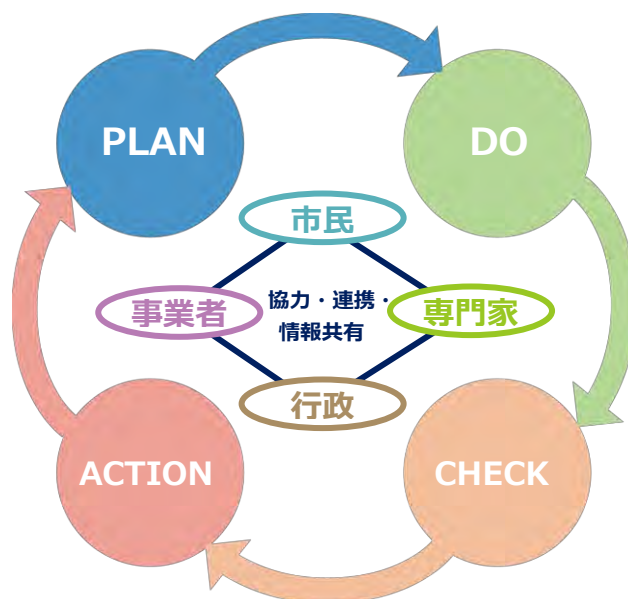 PLAN
DO
市民
事業者
協力・連携・
情報共有
専門家
行政
ACTION
CHECK